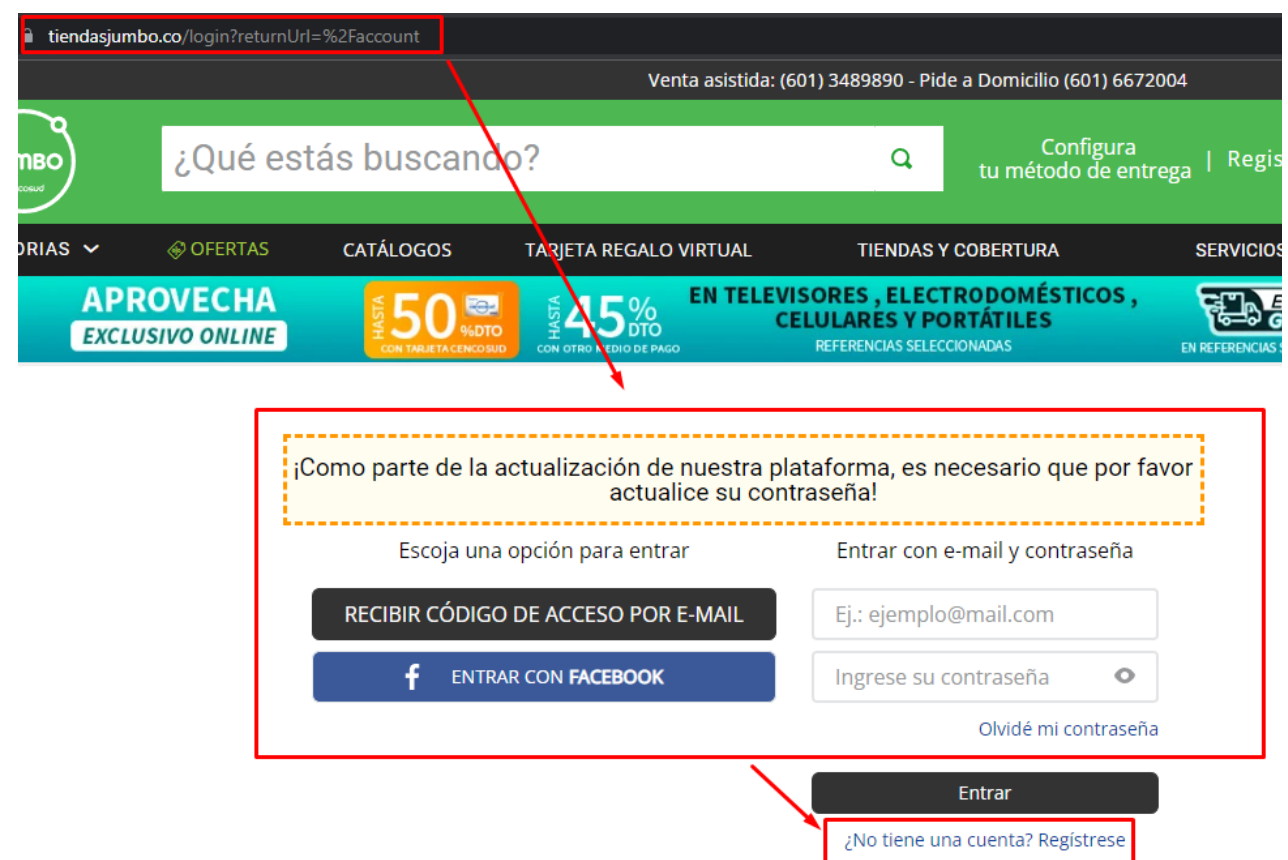 tiendasjumbo.co/login?returnUrl=%2Faccount
Venta asistida: (601) 3489890 - Pide a Domicilio (601) 6672004
¿Qué estás buscando?
Configura
tu método de entrega
|
OFERTAS
CATÁLOGOS
TARJETA REGALO VIRTUAL
TIENDAS Y COBERTURA
SERVICIOS
APROVECHA
EXCLUSIVO ONLINE
HASTA
50 %DTO
CON TARJETA CENCOSUD
HASTA
45% DTO
CON OTRO MEDIO DE PAGO
EN TELEVISORES , ELECTRODOMÉSTICOS ,
CELULARES Y PORTÁTILES
REFERENCIAS SELECCIONADAS
EN REFERENCIAS
¡Como parte de la actualización de nuestra plataforma, es necesario que por favor
actualice su contraseña!
Escoja una opción para entrar
Entrar con e-mail y contraseña
RECIBIR CÓDIGO DE ACCESO POR E-MAIL
Ej.: ejemplo@mail.com
f ENTRAR CON FACEBOOK
Ingrese su contraseña
Olvidé mi contraseña
Entrar
¿No tiene una cuenta? Regístrese